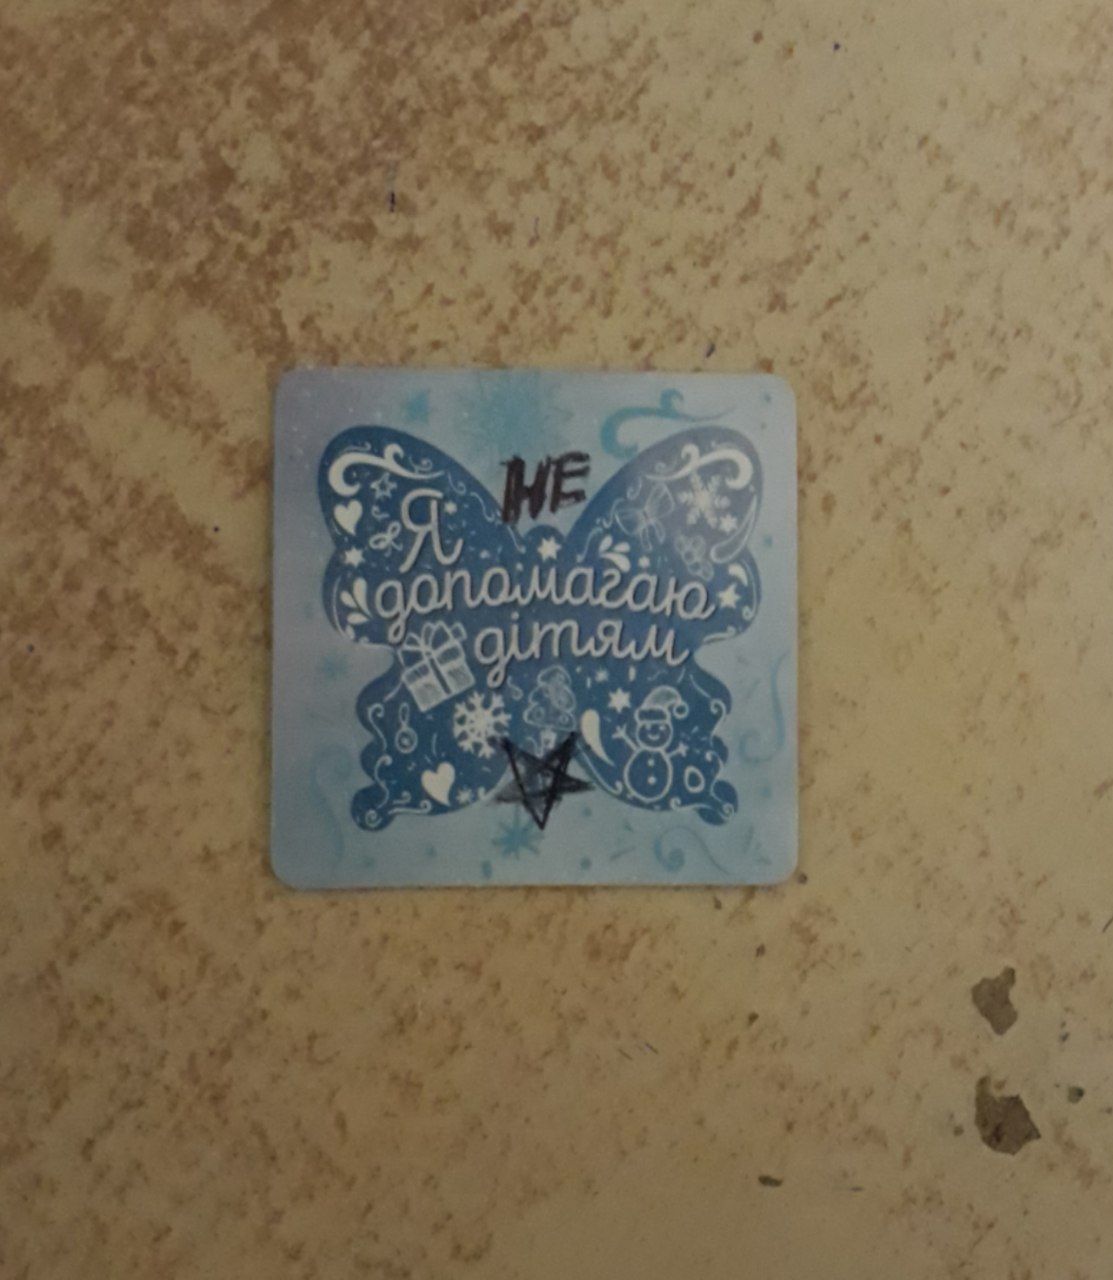 НЕ
Я
допомагаю
дітям